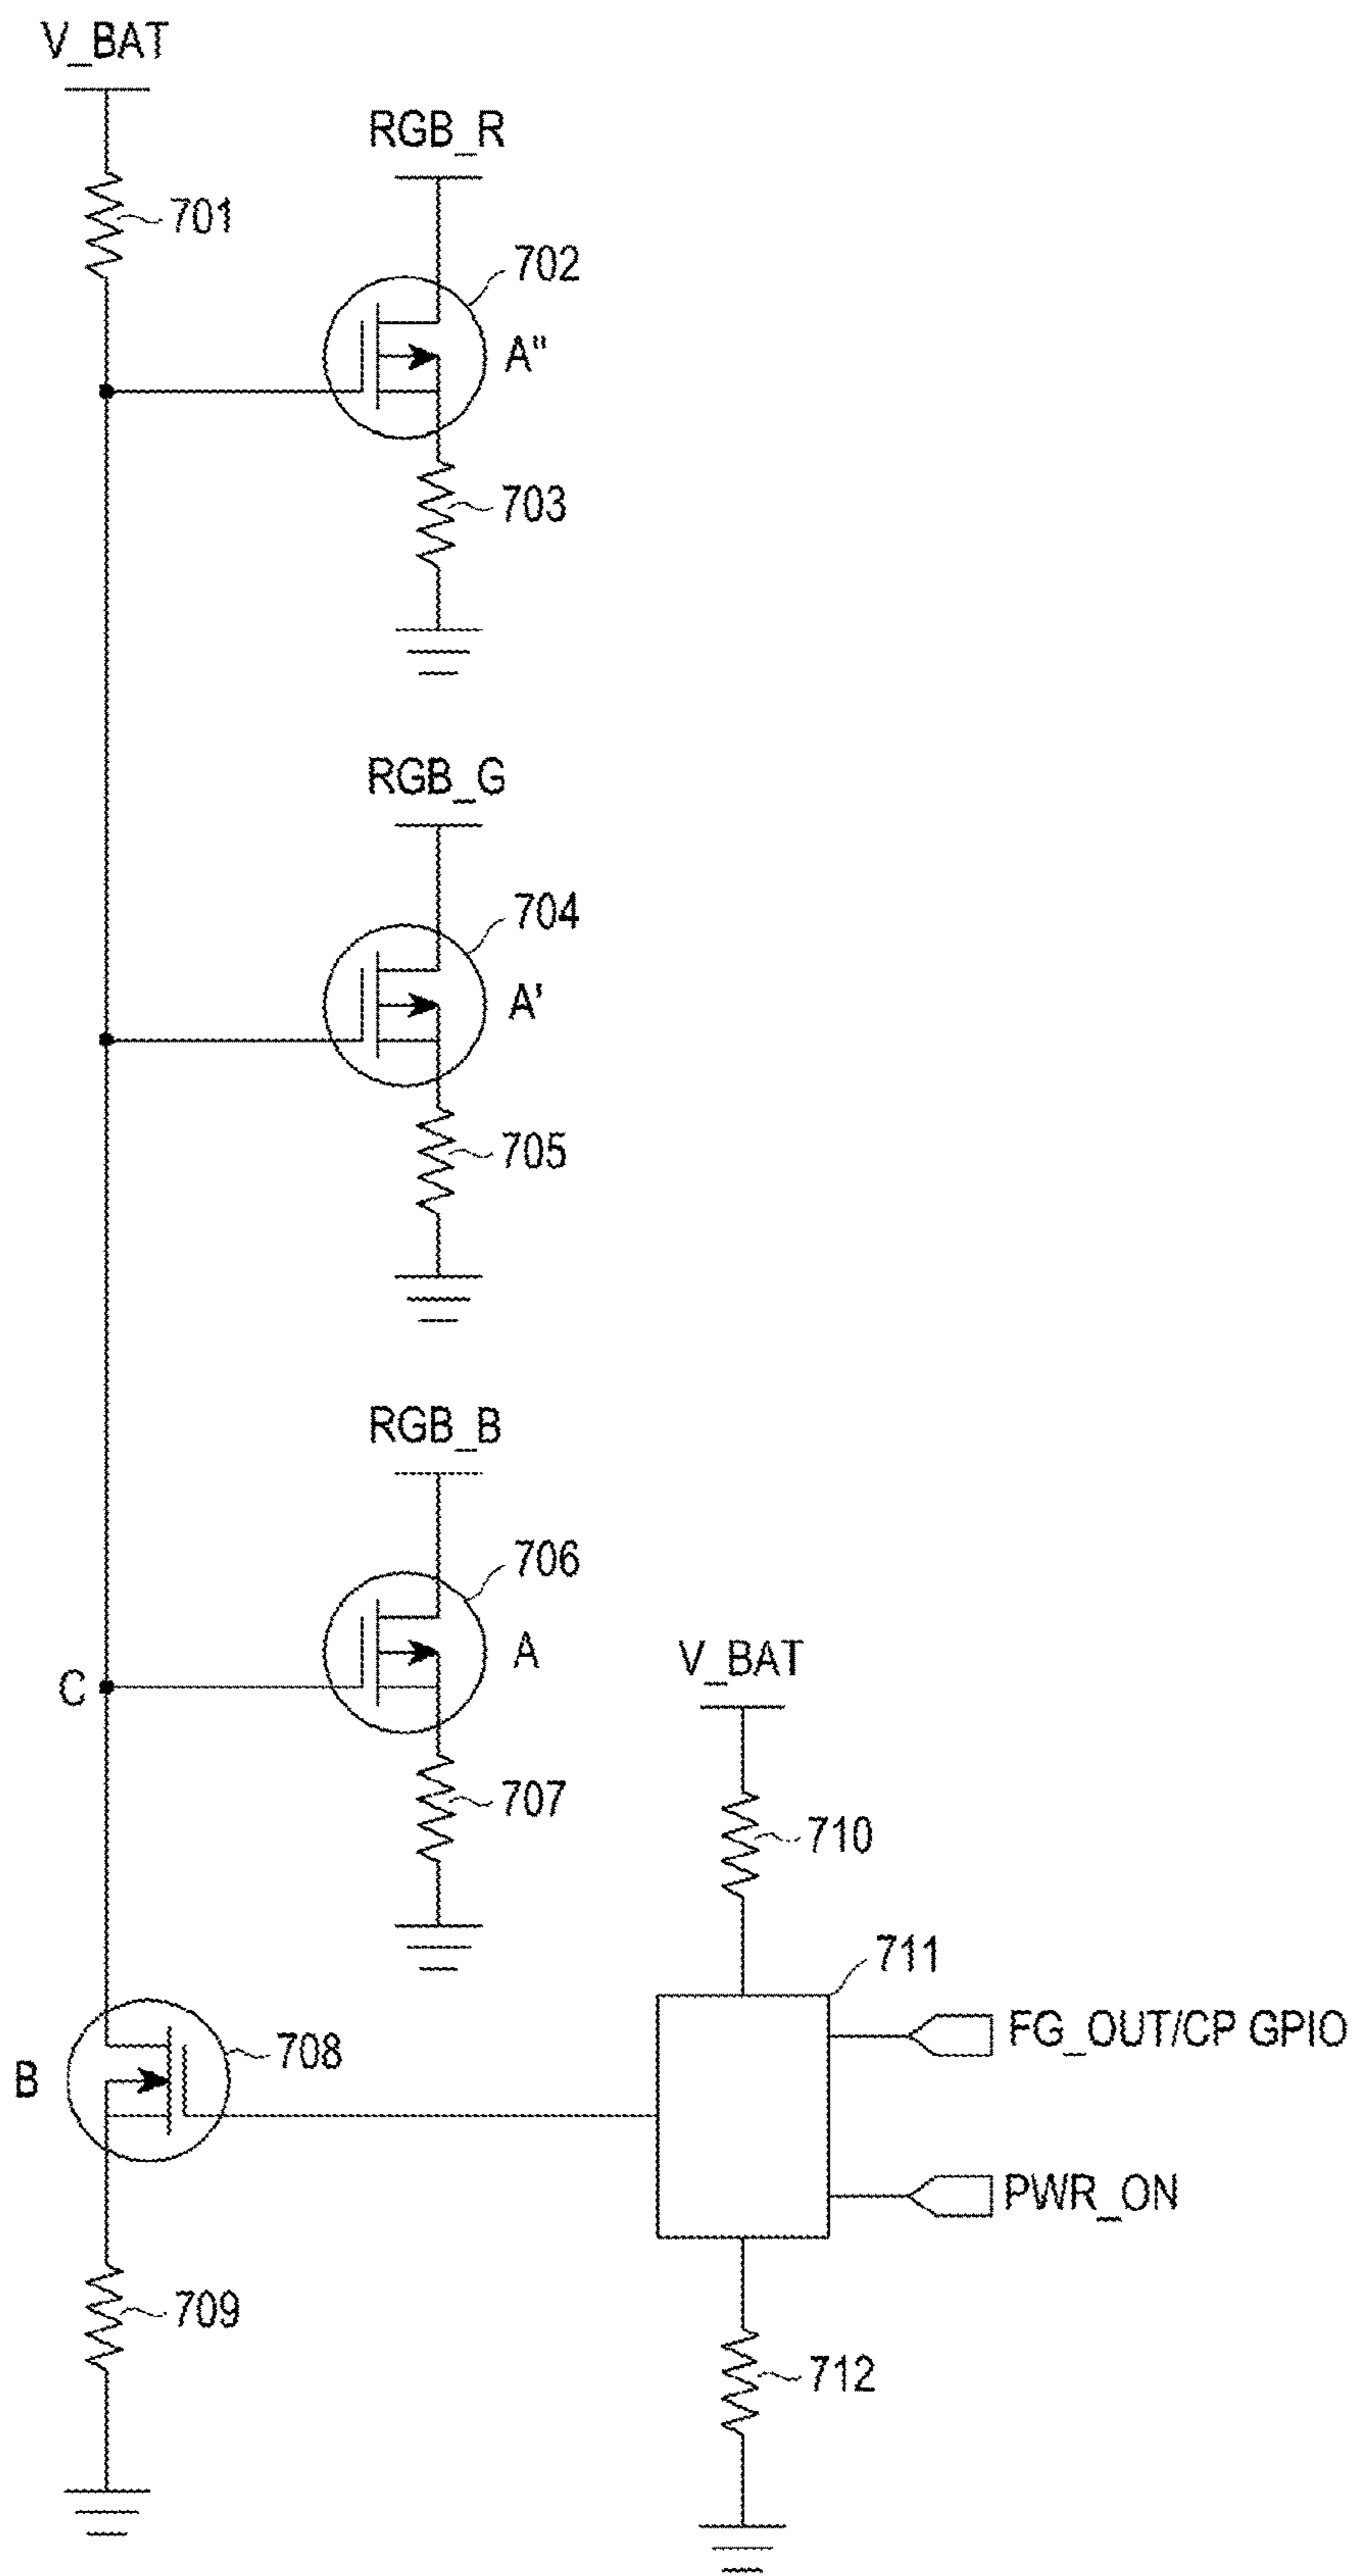 V_BAT
RGB_R
701
702
A"
703
RGB_G
704
A'
705
RGB_B
706
A
V_BAT
C
707
710
711
FG_OUT/CP GPIO
708
B
PWR_ON
709
712